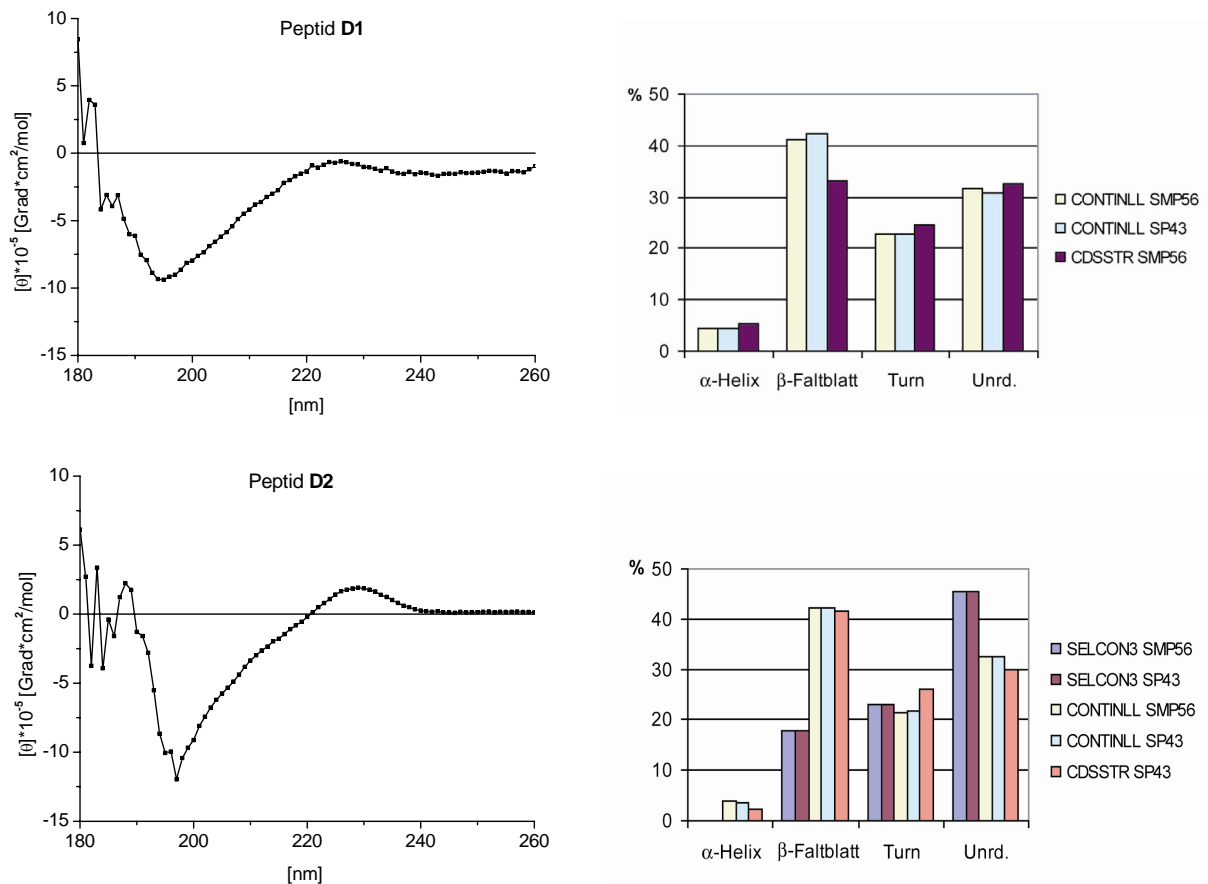 Peptid D1
10
5
0
-5
-10
-15
[θ]*10⁻⁵ [Grad*cm²/mol]
180 200 220 240 260
[nm]
% 50
40
30
20
10
0
α-Helix β-Faltblatt Turn Unrd.
CONTINLL SMP56
CONTINLL SP43
CDSSTR SMP56
Peptid D2
10
5
0
-5
-10
-15
[θ]*10⁻⁵ [Grad*cm²/mol]
180 200 220 240 260
[nm]
% 50
40
30
20
10
0
α-Helix β-Faltblatt Turn Unrd.
SELCON3 SMP56
SELCON3 SP43
CONTINLL SMP56
CONTINLL SP43
CDSSTR SP43